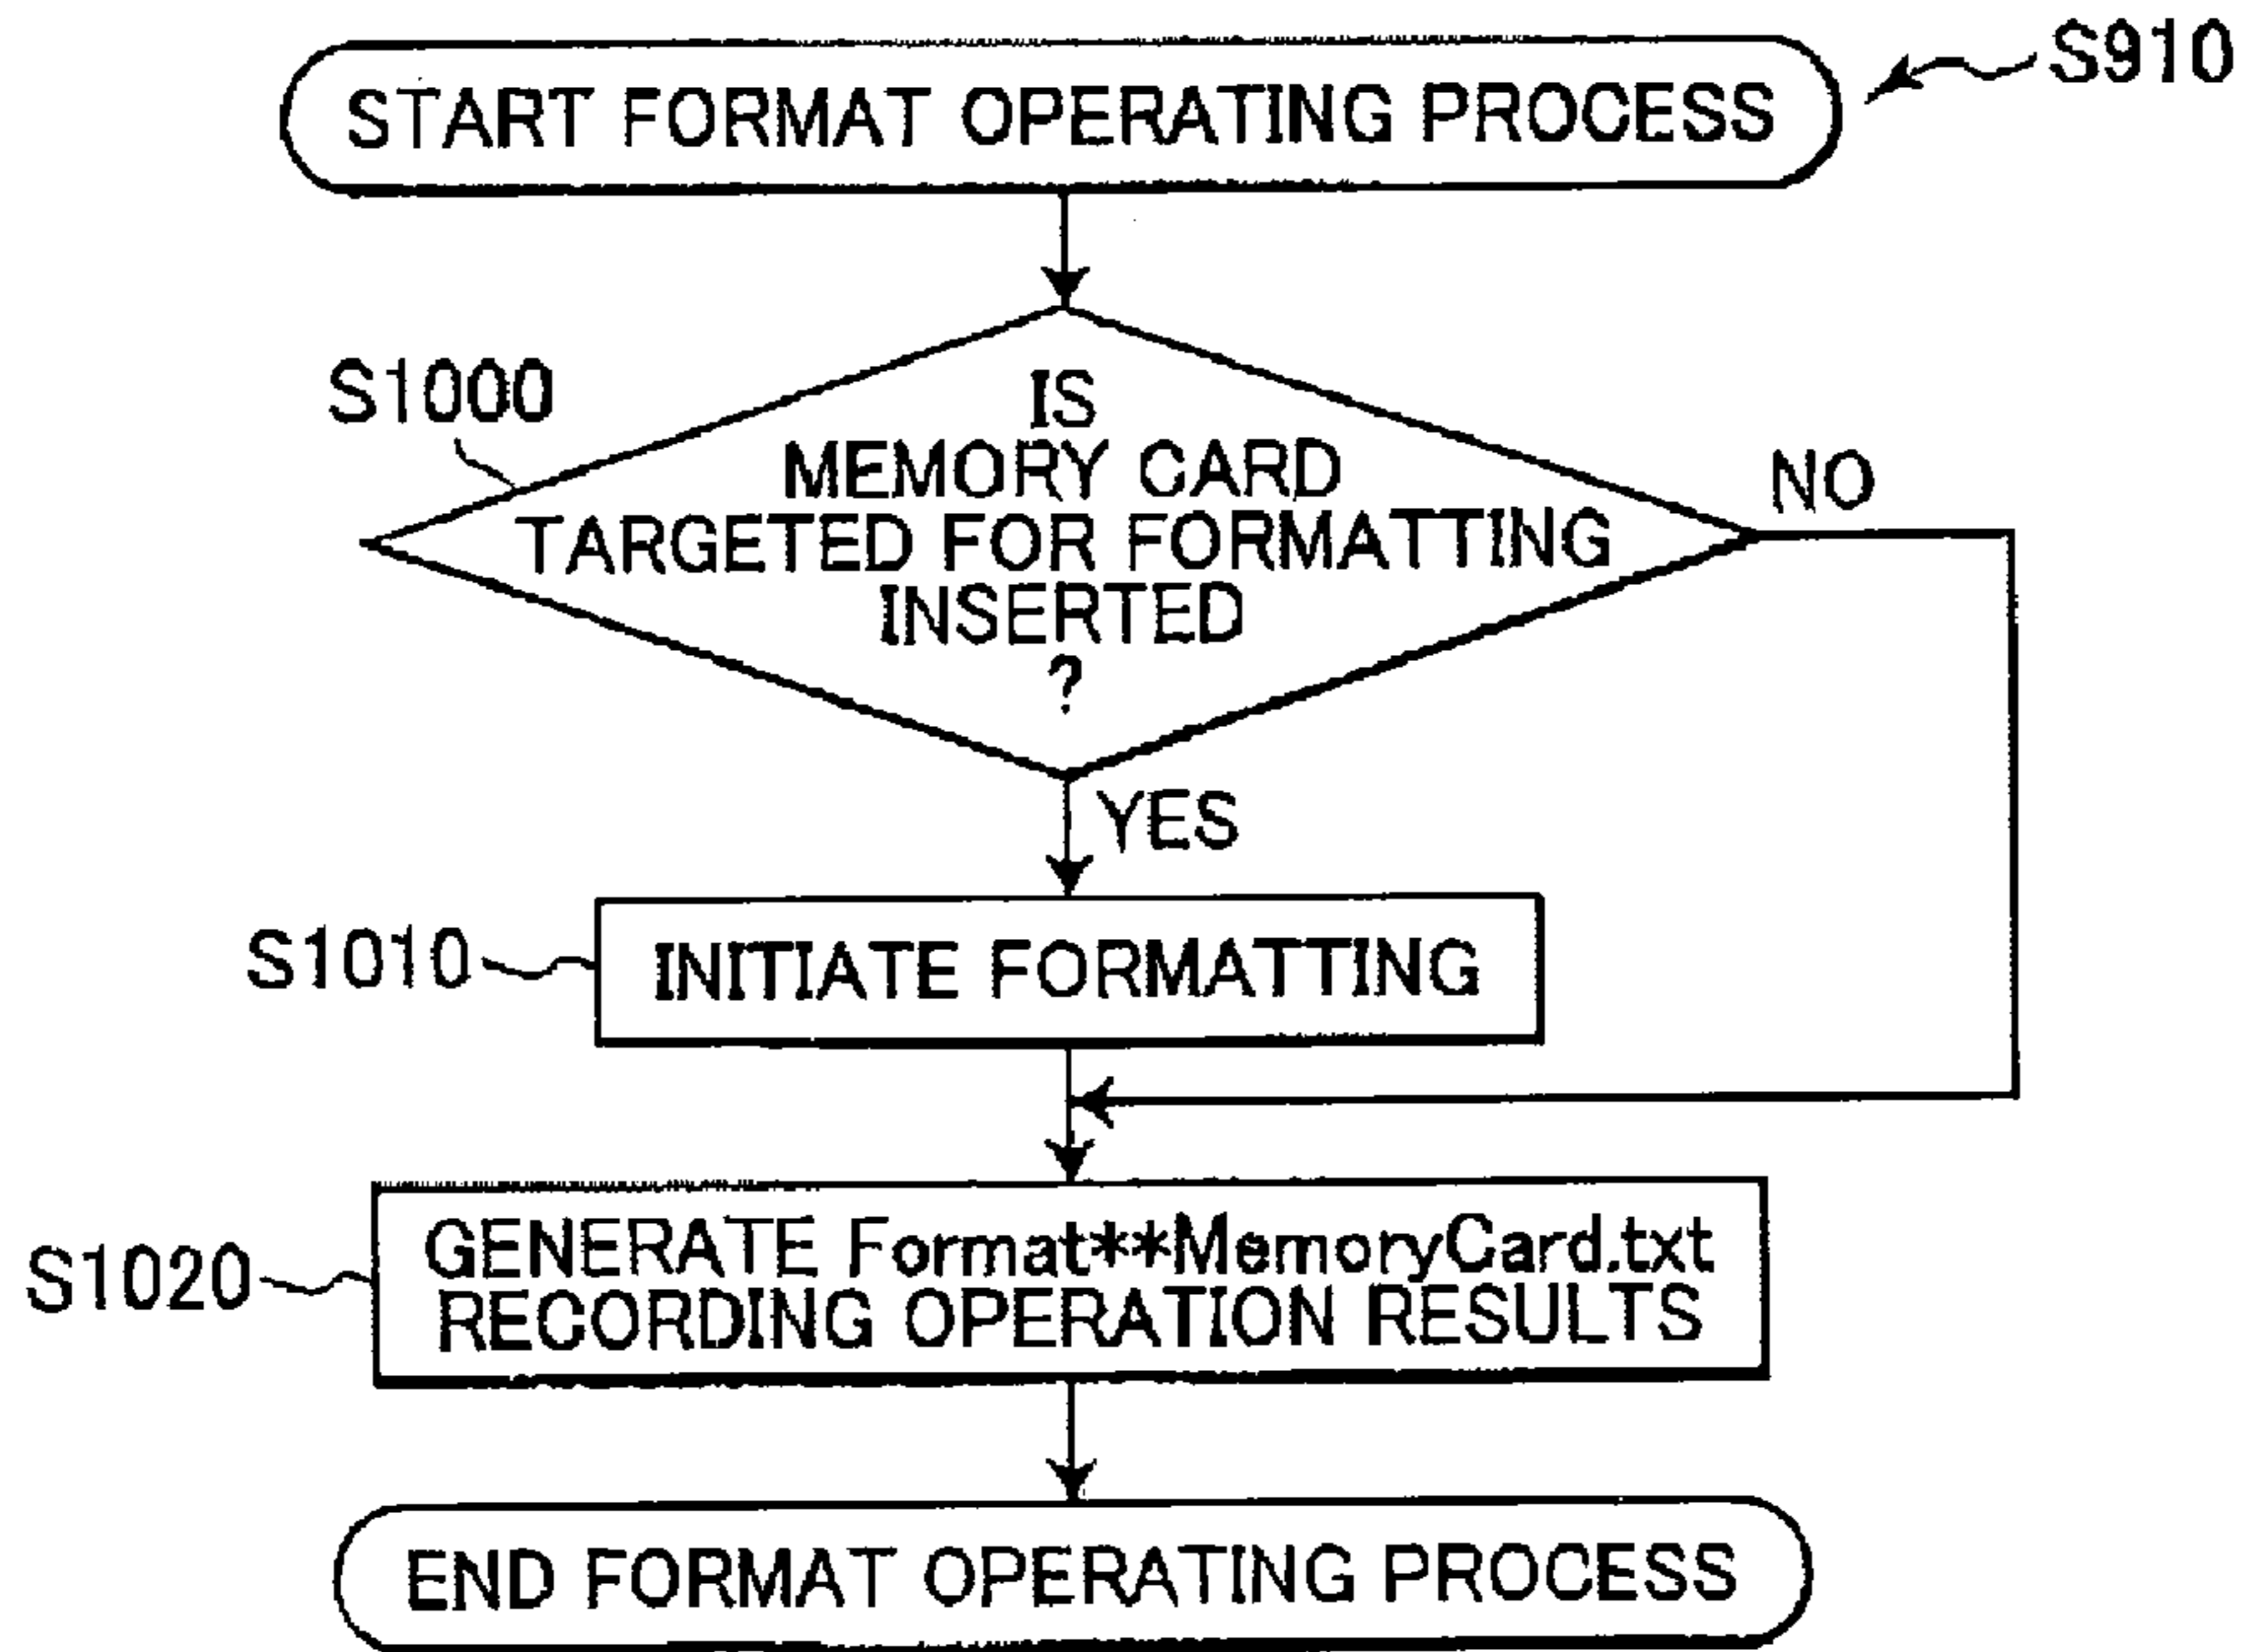 START FORMAT OPERATING PROCESS
S910
S1000
IS
MEMORY CARD
TARGETED FOR FORMATTING
INSERTED
?
NO
YES
S1010
INITIATE FORMATTING
S1020
GENERATE Format**MemoryCard.txt
RECORDING OPERATION RESULTS
END FORMAT OPERATING PROCESS